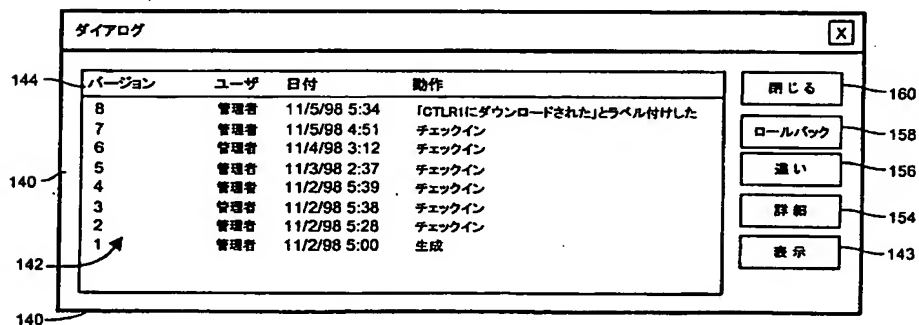 ダイアログ X
144 バージョン ユーザ 日付 動作
8 管理者 11/5/98 5:34 「CTLR1にダウンロードされた」とラベル付けした
7 管理者 11/5/98 4:51 チェックイン
6 管理者 11/4/98 3:12 チェックイン
5 管理者 11/3/98 2:37 チェックイン
4 管理者 11/2/98 5:39 チェックイン
3 管理者 11/2/98 5:38 チェックイン
2 管理者 11/2/98 5:28 チェックイン
1 管理者 11/2/98 5:00 生成
閉じる 160
ロールバック 158
違い 156
詳細 154
表示 143
140
142
140